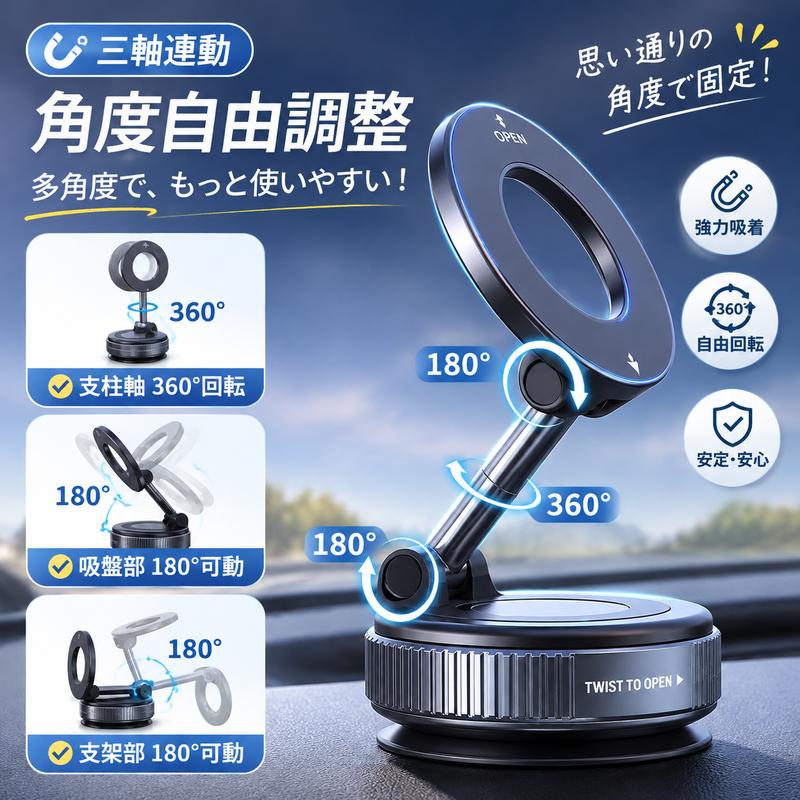 三軸連動
角度自由調整
多角度で、もっと使いやすい！
思い通りの
角度で固定！
OPEN
強力吸着
360°
自由回転
安定・安心
180°
360°
180°
TWIST TO OPEN
360°
支柱軸 360°回転
180°
吸盤部 180°可動
180°
支架部 180°可動